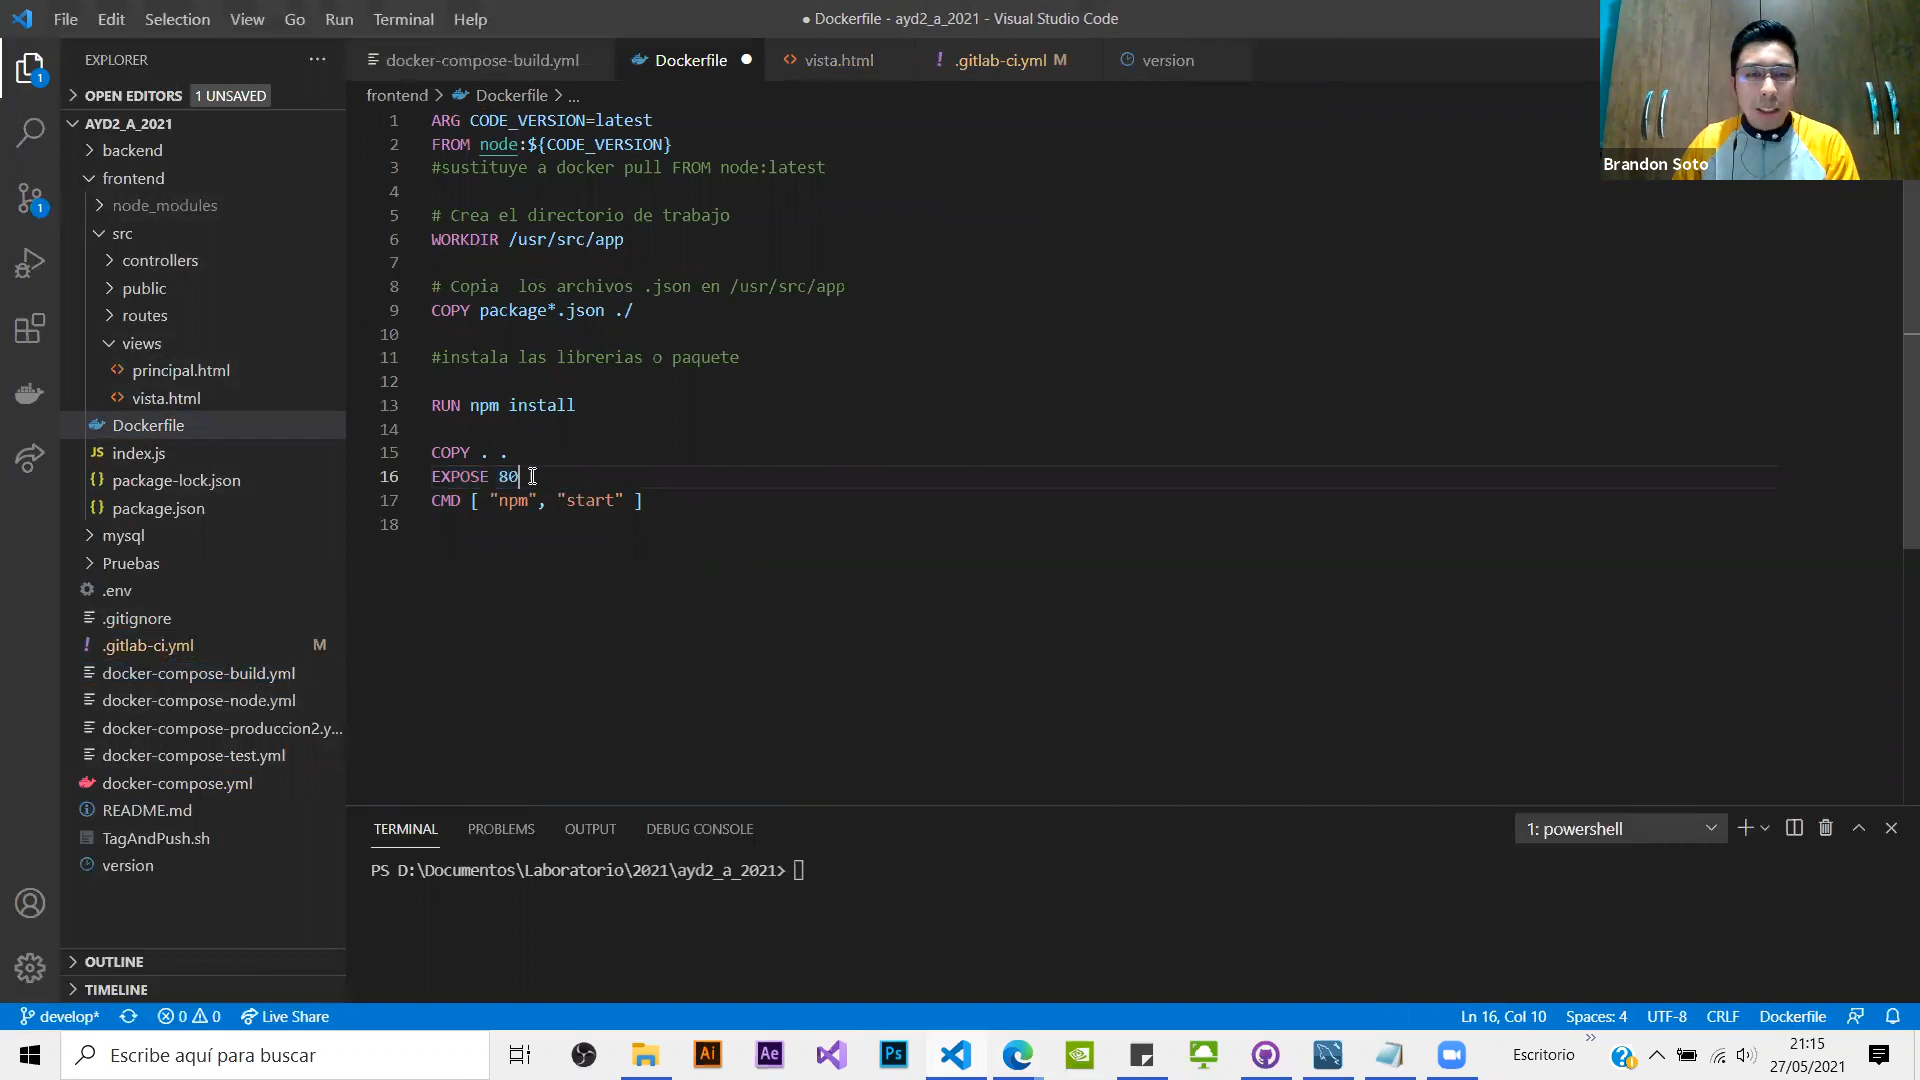 File Edit Selection View Go Run Terminal Help
● Dockerfile - ayd2_a_2021 - Visual Studio Code
EXPLORER ...
OPEN EDITORS 1 UNSAVED
AYD2_A_2021
backend
frontend
node_modules
src
controllers
public
routes
views
principal.html
vista.html
Dockerfile
index.js
package-lock.json
package.json
mysql
Pruebas
.env
.gitignore
.gitlab-ci.yml M
docker-compose-build.yml
docker-compose-node.yml
docker-compose-produccion2.y...
docker-compose-test.yml
docker-compose.yml
README.md
TagAndPush.sh
version
OUTLINE
TIMELINE
docker-compose-build.yml Dockerfile vista.html .gitlab-ci.yml M version
frontend > Dockerfile > ...
1 ARG CODE_VERSION=latest
2 FROM node:${CODE_VERSION}
3 #sustituye a docker pull FROM node:latest
4
5 # Crea el directorio de trabajo
6 WORKDIR /usr/src/app
7
8 # Copia  los archivos .json en /usr/src/app
9 COPY package*.json ./
10
11 #instala las librerias o paquete
12
13 RUN npm install
14
15 COPY . .
16 EXPOSE 80
17 CMD [ "npm", "start" ]
18
Brandon Soto
TERMINAL PROBLEMS OUTPUT DEBUG CONSOLE 1: powershell
PS D:\Documentos\Laboratorio\2021\ayd2_a_2021>
develop* 0 0 Live Share Ln 16, Col 10 Spaces: 4 UTF-8 CRLF Dockerfile
Escribe aquí para buscar
Escritorio
21:15
27/05/2021